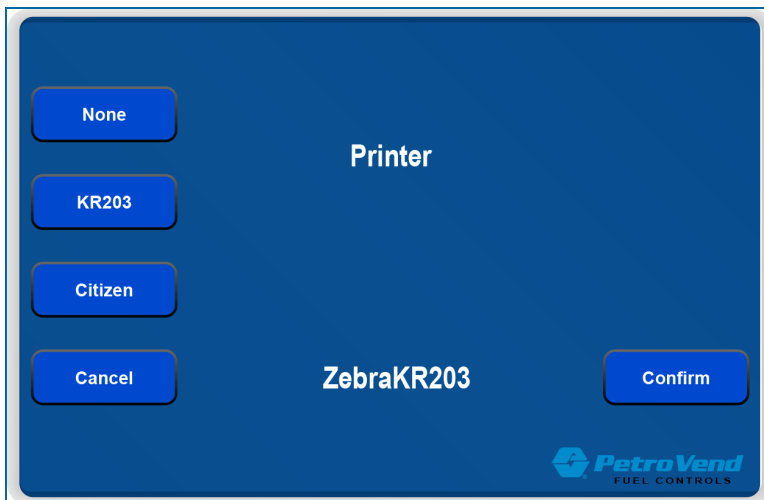 None
Printer
KR203
Citizen
Cancel
ZebraKR203
Confirm
PetroVend
FUEL CONTROLS